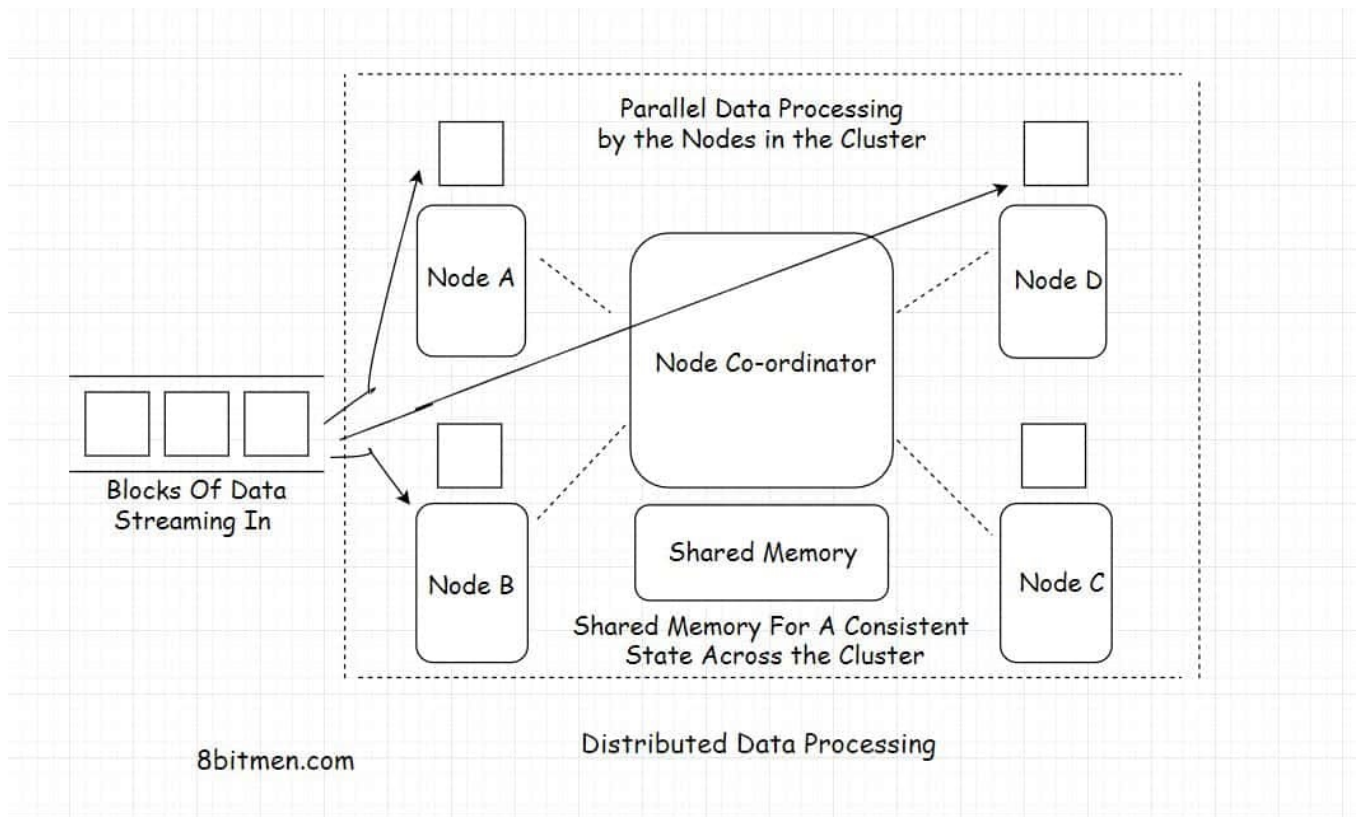 Parallel Data Processing
by the Nodes in the Cluster
Node A
Node D
Node Co-ordinator
Blocks Of Data
Streaming In
Shared Memory
Node B
Node C
Shared Memory For A Consistent
State Across the Cluster
Distributed Data Processing
8bitmen.com